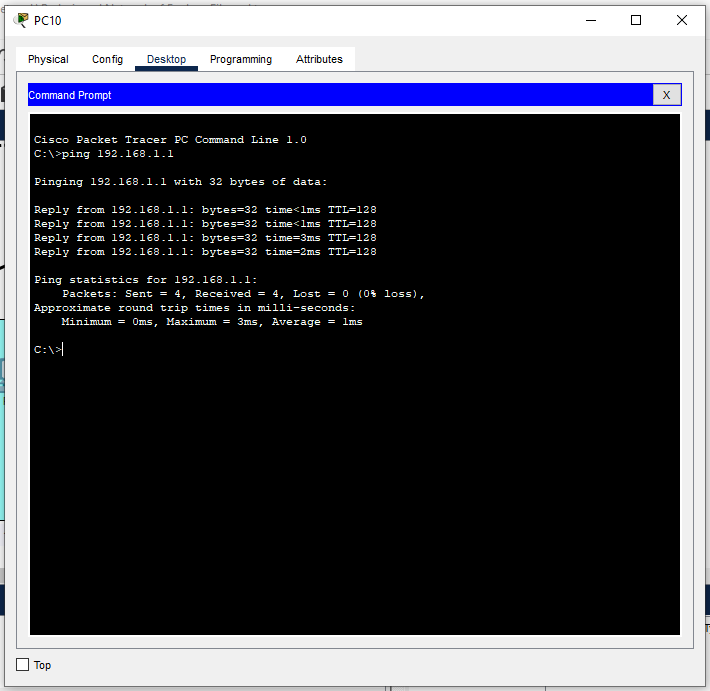 PC10
Physical Config Desktop Programming Attributes
Command Prompt X
Cisco Packet Tracer PC Command Line 1.0
C:\>ping 192.168.1.1
Pinging 192.168.1.1 with 32 bytes of data:
Reply from 192.168.1.1: bytes=32 time<1ms TTL=128
Reply from 192.168.1.1: bytes=32 time<1ms TTL=128
Reply from 192.168.1.1: bytes=32 time=3ms TTL=128
Reply from 192.168.1.1: bytes=32 time=2ms TTL=128
Ping statistics for 192.168.1.1:
Packets: Sent = 4, Received = 4, Lost = 0 (0% loss),
Approximate round trip times in milli-seconds:
Minimum = 0ms, Maximum = 3ms, Average = 1ms
C:\>
Top